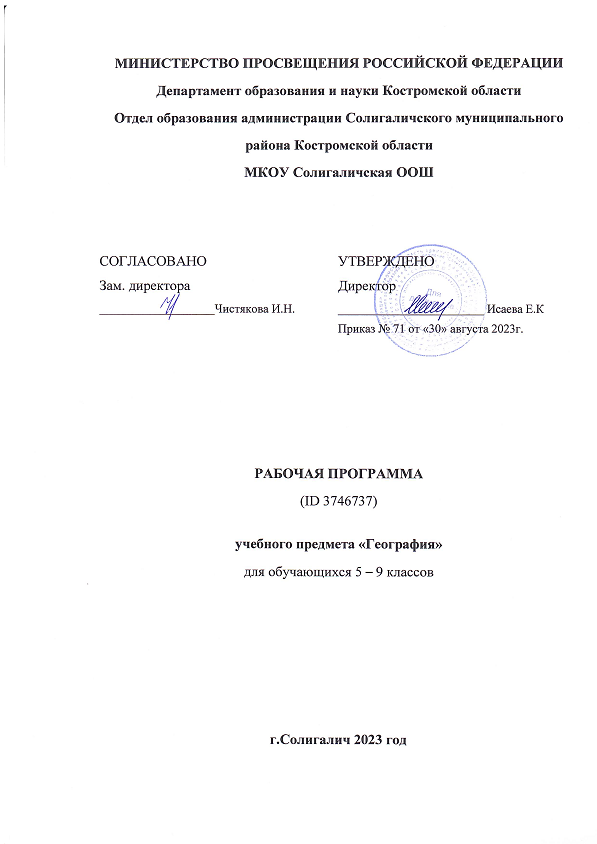 МИНИСТЕРСТВО ПРОСВЕЩЕНИЯ РОССИЙСКОЙ ФЕДЕРАЦИИ
Департамент образования и науки Костромской области
Отдел образования администрации Солигаличского муниципального
района Костромской области
МКОУ Солигаличская ООШ
СОГЛАСОВАНО
Зам. директора
Чистякова И.Н.
УТВЕРЖДЕНО
Директор
Для
Исаева Е.К
Приказ № 71 от «30» августа 2023г.
РАБОЧАЯ ПРОГРАММА
(ID 3746737)
учебного предмета «География»
для обучающихся 5 – 9 классов
г.Солигалич 2023 год